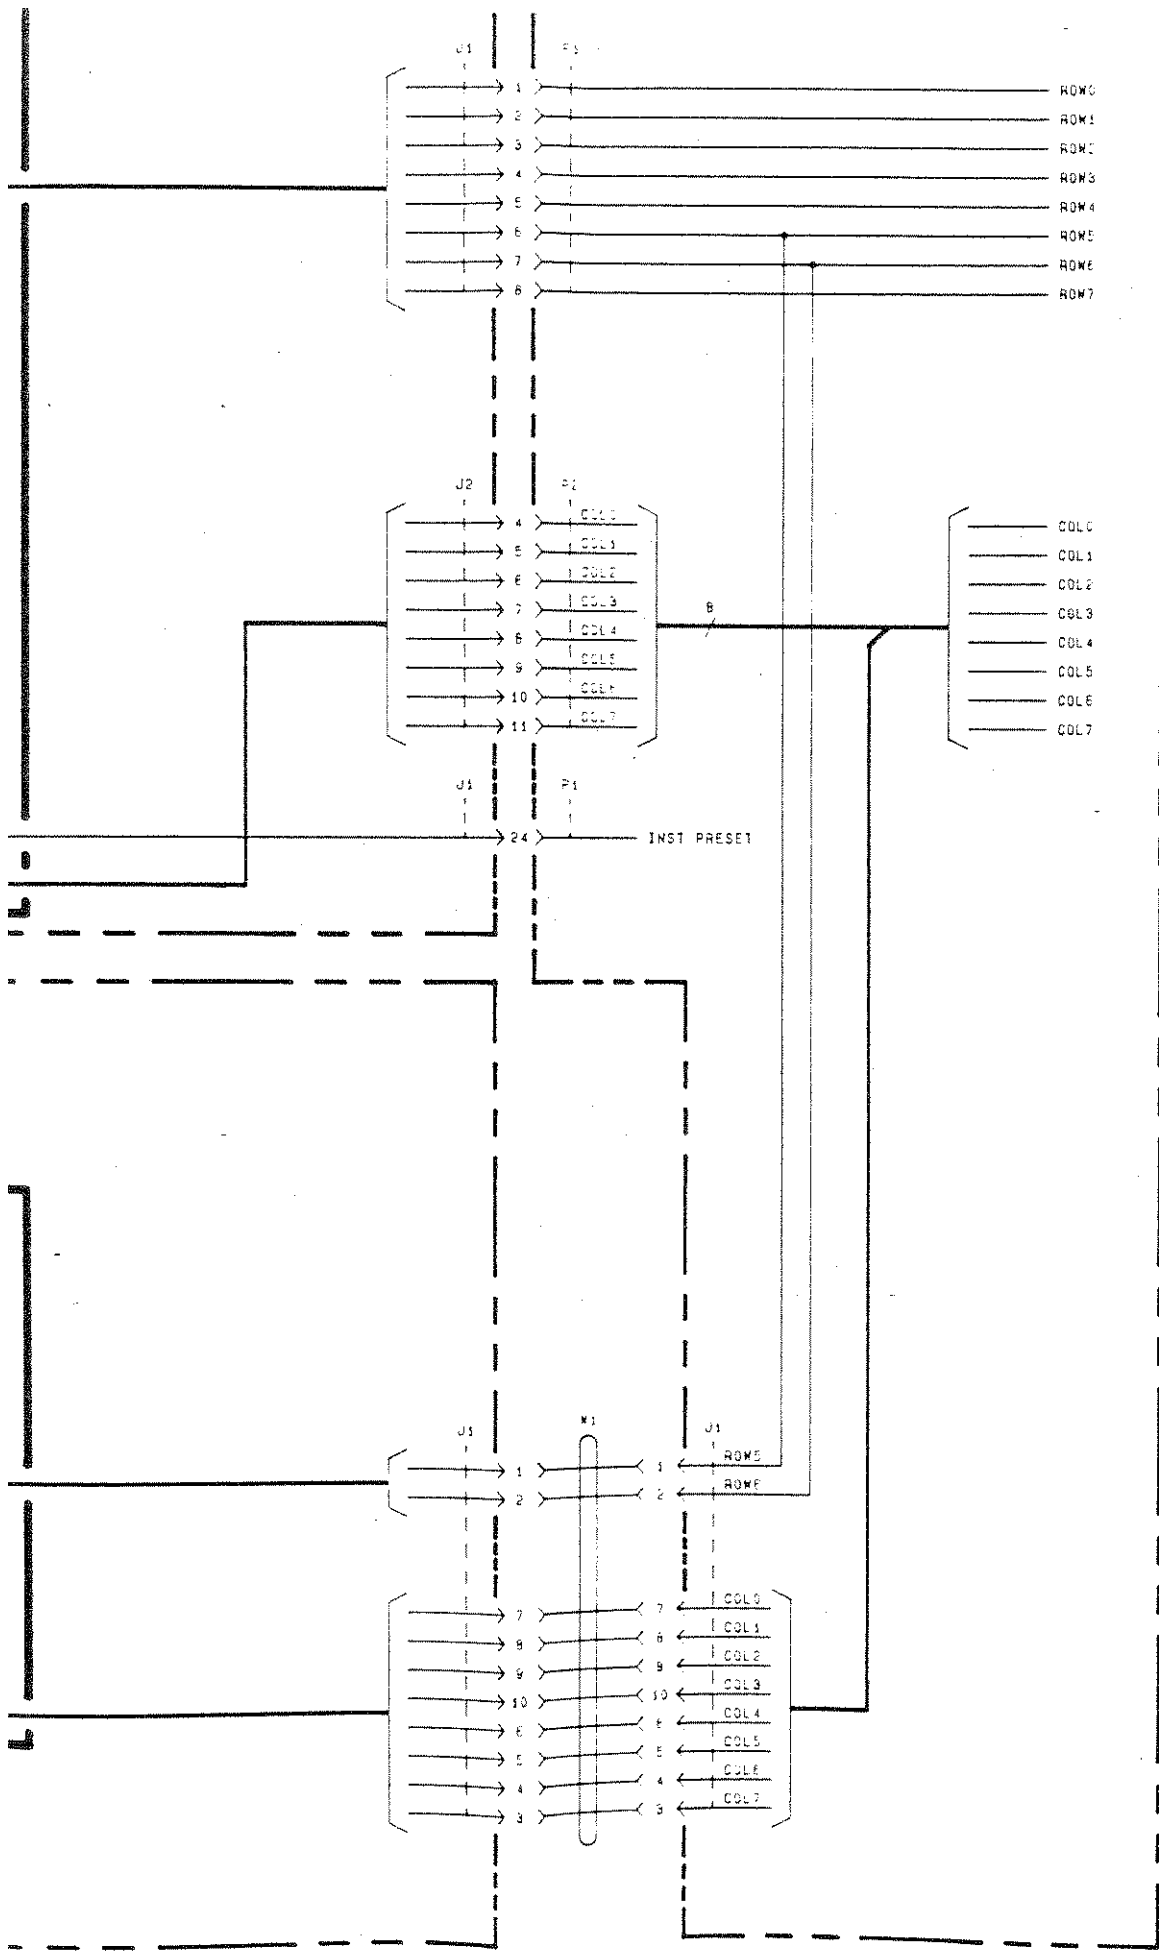 J1 P1
1 ROW0
2 ROW1
3 ROW2
4 ROW3
5 ROW4
6 ROW5
7 ROW6
8 ROW7
J2 P2
4 COL0 COL0
5 COL1 COL1
6 COL2 COL2
7 COL3 8 COL3
8 COL4 COL4
9 COL5 COL5
10 COL6 COL6
11 COL7 COL7
J1 P1
24 INST PRESET
J1 W1 J1
1 1 ROW5
2 2 ROW6
7 7 COL0
8 8 COL1
9 9 COL2
10 10 COL3
6 6 COL4
5 5 COL5
4 4 COL6
3 3 COL7